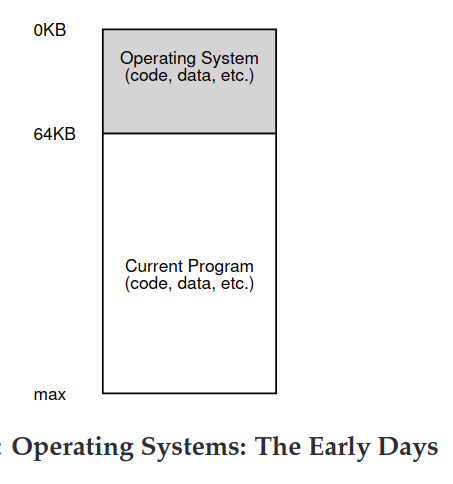 0KB
Operating System
(code, data, etc.)
64KB
Current Program
(code, data, etc.)
max
: Operating Systems: The Early Days